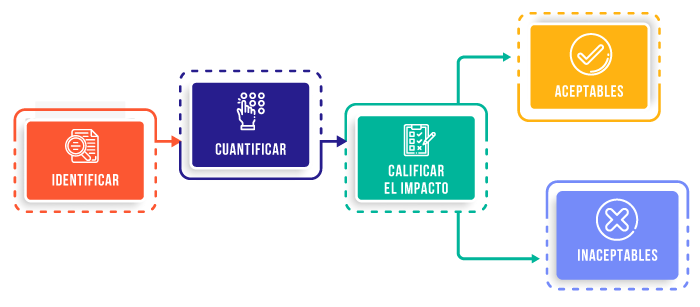 IDENTIFICAR
CUANTIFICAR
CALIFICAR
EL IMPACTO
ACEPTABLES
INACEPTABLES